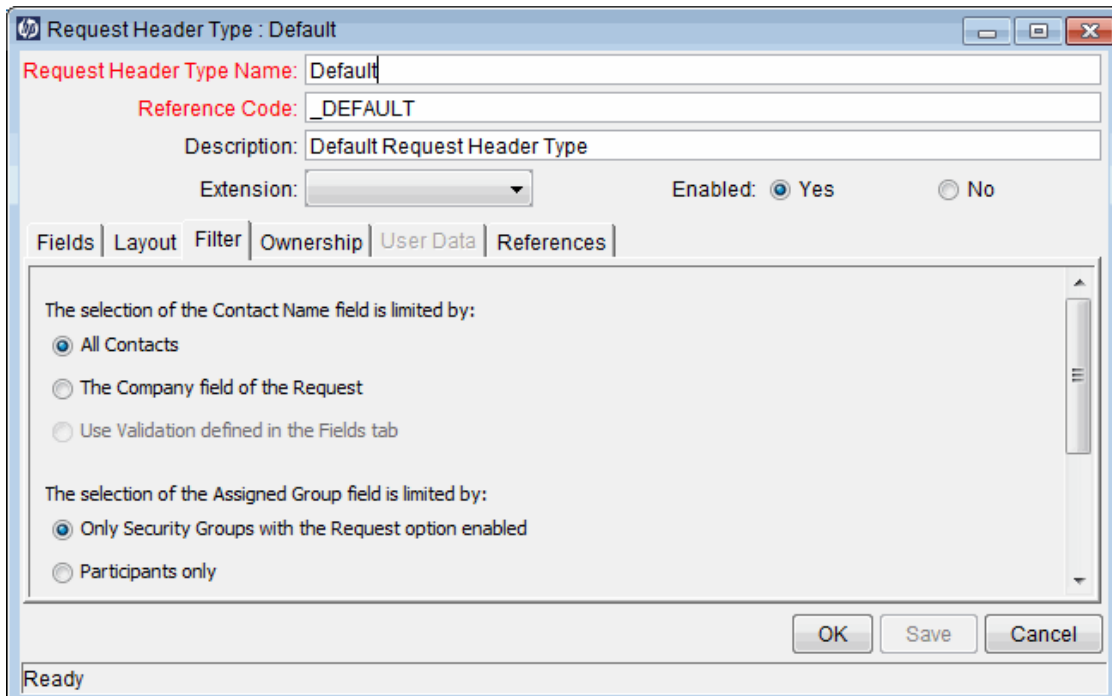 hp Request Header Type : Default
Request Header Type Name: Default
Reference Code: _DEFAULT
Description: Default Request Header Type
Extension: Enabled: Yes No
Fields Layout Filter Ownership User Data References
The selection of the Contact Name field is limited by:
All Contacts
The Company field of the Request
Use Validation defined in the Fields tab
The selection of the Assigned Group field is limited by:
Only Security Groups with the Request option enabled
Participants only
OK Save Cancel
Ready